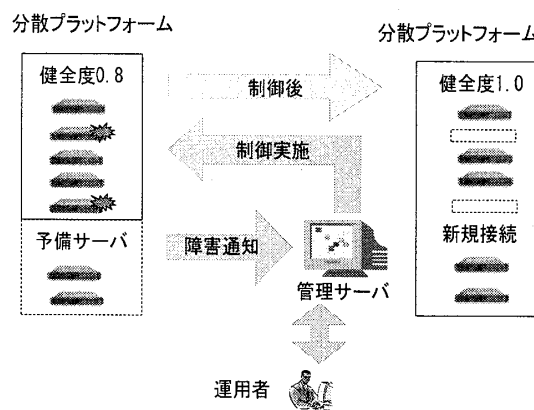 分散プラットフォーム
健全度0.8
予備サーバ
制御後
制御実施
障害通知
管理サーバ
運用者
分散プラットフォーム
健全度1.0
新規接続